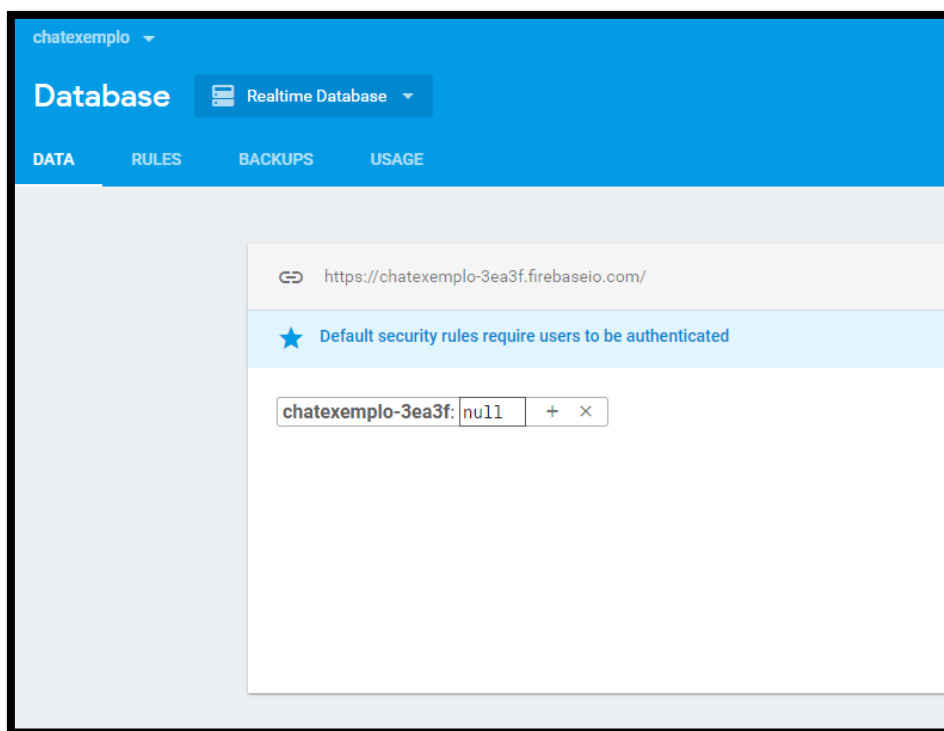 chatexemplo
Database Realtime Database
DATA RULES BACKUPS USAGE
https://chatexemplo-3ea3f.firebaseio.com/
Default security rules require users to be authenticated
chatexemplo-3ea3f: null + ×